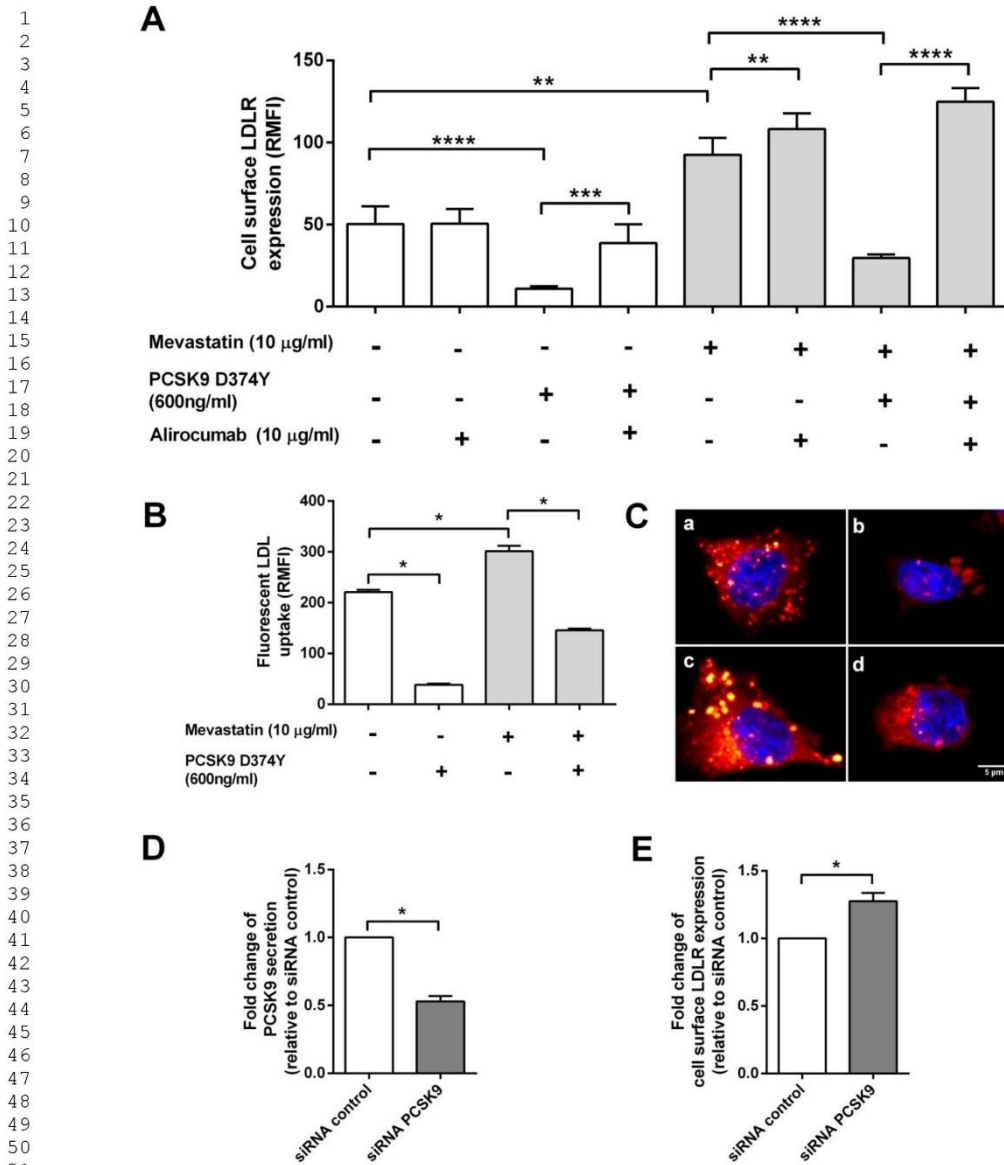 1
2
3
4
5
6
7
8
9
10
11
12
13
14
15
16
17
18
19
20
21
22
23
24
25
26
27
28
29
30
31
32
33
34
35
36
37
38
39
40
41
42
43
44
45
46
47
48
49
50
A
Cell surface LDLR
expression (RMFI)
150
100
50
0
**** *** ** ** **** ****
Mevastatin (10 µg/ml) - - - - + + + +
PCSK9 D374Y
(600ng/ml) - - + + - - + +
Alirocumab (10 µg/ml) - + - + - + - +
B
Fluorescent LDL
uptake (RMFI)
400
300
200
100
0
* * *
Mevastatin (10 µg/ml) - - + +
PCSK9 D374Y
(600ng/ml) - + - +
C
a b
c d
5 µm
D
Fold change of
PCSK9 secretion
(relative to siRNA control)
1.5
1.0
0.5
0.0
*
siRNA control siRNA PCSK9
E
Fold change of
cell surface LDLR expression
(relative to siRNA control)
1.5
1.0
0.5
0.0
*
siRNA control siRNA PCSK9